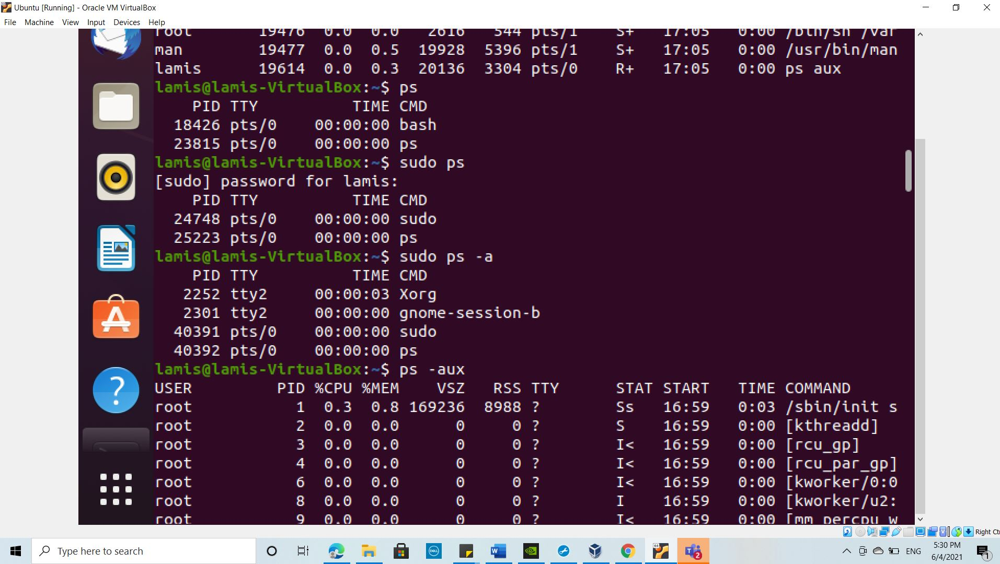 Ubuntu [Running] - Oracle VM VirtualBox
File Machine View Input Devices Help
root 19476 0.0 0.0 2616 544 pts/1 S+ 17:05 0:00 /bin/sh /var
man 19477 0.0 0.5 19928 5396 pts/1 S+ 17:05 0:00 /usr/bin/man
lamis 19614 0.0 0.3 20136 3304 pts/0 R+ 17:05 0:00 ps aux
lamis@lamis-VirtualBox:~$ ps
PID TTY TIME CMD
18426 pts/0 00:00:00 bash
23815 pts/0 00:00:00 ps
lamis@lamis-VirtualBox:~$ sudo ps
[sudo] password for lamis:
PID TTY TIME CMD
24748 pts/0 00:00:00 sudo
25223 pts/0 00:00:00 ps
lamis@lamis-VirtualBox:~$ sudo ps -a
PID TTY TIME CMD
2252 tty2 00:00:03 Xorg
2301 tty2 00:00:00 gnome-session-b
40391 pts/0 00:00:00 sudo
40392 pts/0 00:00:00 ps
lamis@lamis-VirtualBox:~$ ps -aux
USER PID %CPU %MEM VSZ RSS TTY STAT START TIME COMMAND
root 1 0.3 0.8 169236 8988 ? Ss 16:59 0:03 /sbin/init s
root 2 0.0 0.0 0 0 ? S 16:59 0:00 [kthreadd]
root 3 0.0 0.0 0 0 ? I< 16:59 0:00 [rcu_gp]
root 4 0.0 0.0 0 0 ? I< 16:59 0:00 [rcu_par_gp]
root 6 0.0 0.0 0 0 ? I< 16:59 0:00 [kworker/0:0
root 8 0.0 0.0 0 0 ? I 16:59 0:00 [kworker/u2:
root 9 0.0 0.0 0 0 ? I< 16:59 0:00 [mm_percpu_w
Right Ct
Type here to search
DELL
64
2
ENG
5:30 PM
6/4/2021
1